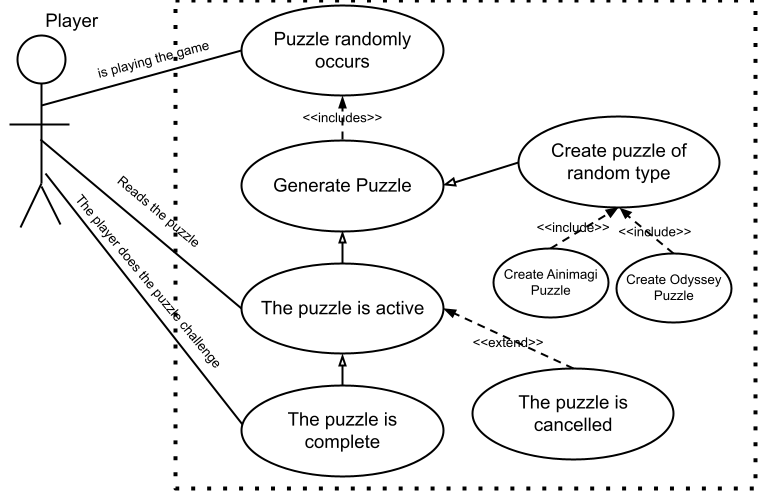 Player
Puzzle randomly
occurs
is playing the game
<<includes>>
Generate Puzzle
Create puzzle of
random type
Reads the puzzle
<<include>>
<<include>>
Create Ainimagi
Puzzle
Create Odyssey
Puzzle
The player does the puzzle challenge
The puzzle is active
<<extend>>
The puzzle is
complete
The puzzle is
cancelled